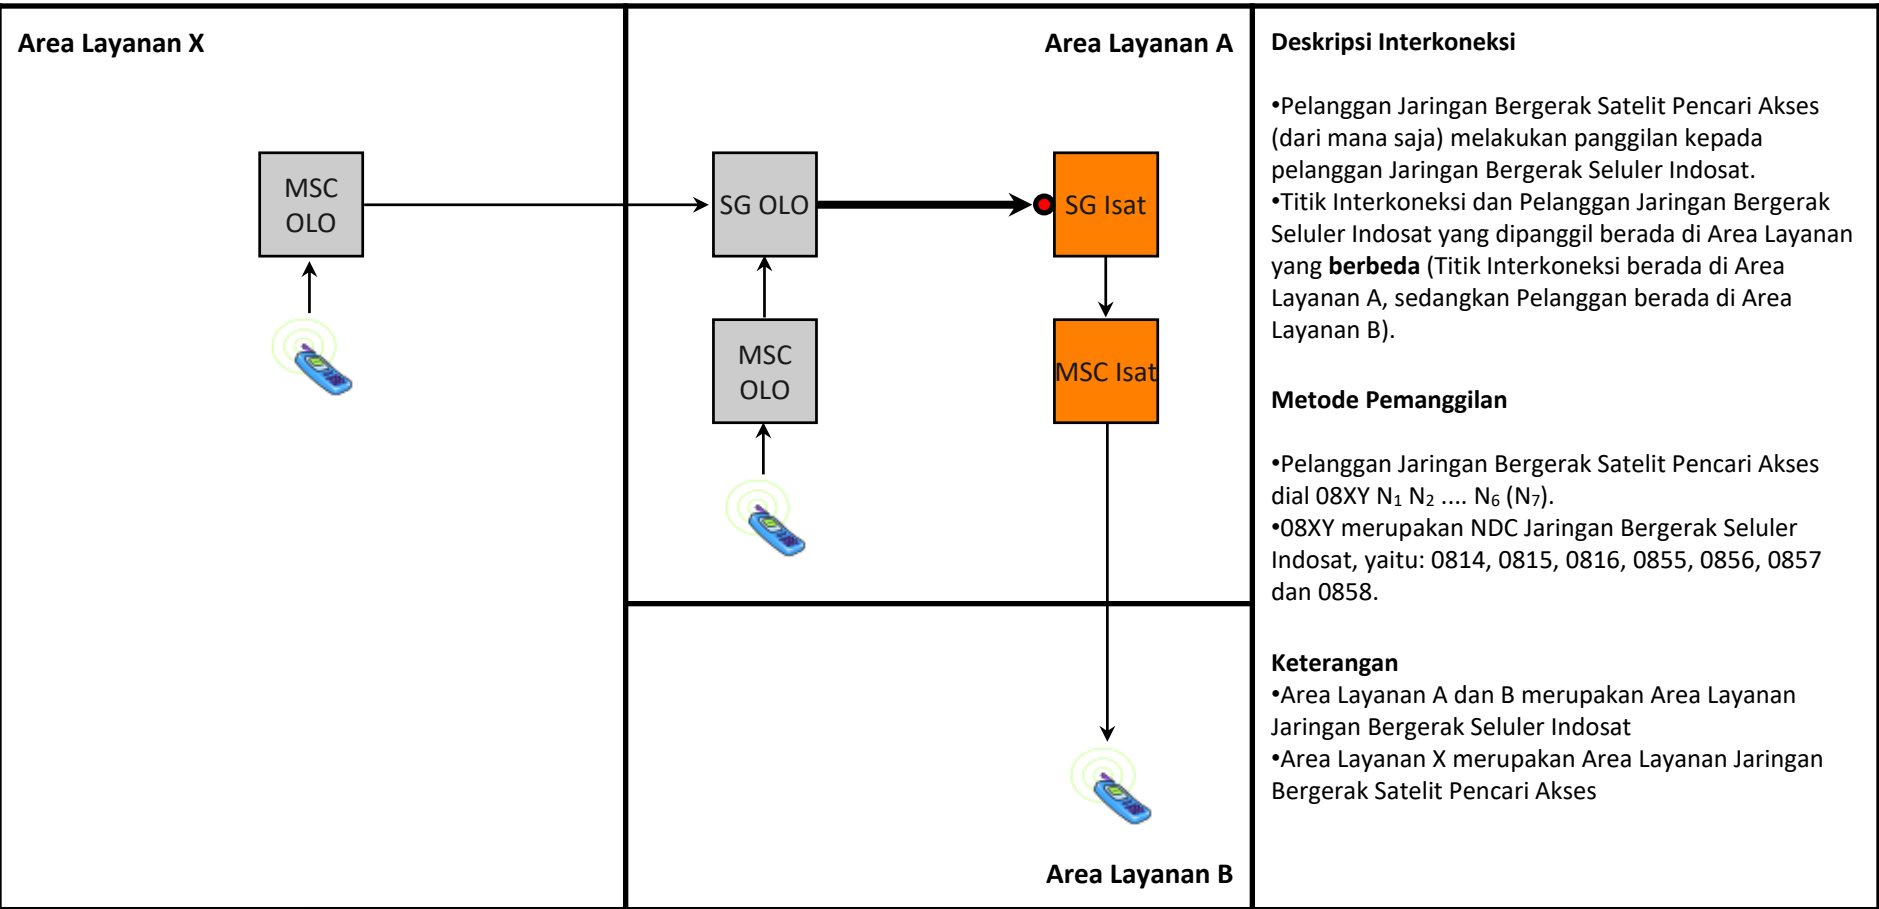 Area Layanan X
MSC
OLO
Area Layanan A
SG OLO
SG Isat
MSC
OLO
MSC Isat
Area Layanan B
Deskripsi Interkoneksi
•Pelanggan Jaringan Bergerak Satelit Pencari Akses
(dari mana saja) melakukan panggilan kepada
pelanggan Jaringan Bergerak Seluler Indosat.
•Titik Interkoneksi dan Pelanggan Jaringan Bergerak
Seluler Indosat yang dipanggil berada di Area Layanan
yang berbeda (Titik Interkoneksi berada di Area
Layanan A, sedangkan Pelanggan berada di Area
Layanan B).
Metode Pemanggilan
•Pelanggan Jaringan Bergerak Satelit Pencari Akses
dial 08XY N₁ N₂ .... N₆ (N₇).
•08XY merupakan NDC Jaringan Bergerak Seluler
Indosat, yaitu: 0814, 0815, 0816, 0855, 0856, 0857
dan 0858.
Keterangan
•Area Layanan A dan B merupakan Area Layanan
Jaringan Bergerak Seluler Indosat
•Area Layanan X merupakan Area Layanan Jaringan
Bergerak Satelit Pencari Akses